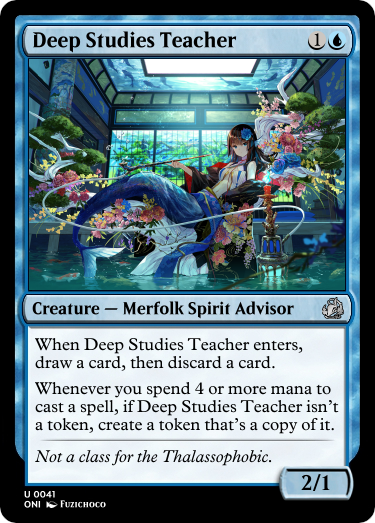 Deep Studies Teacher 1
Creature — Merfolk Spirit Advisor
When Deep Studies Teacher enters,
draw a card, then discard a card.
Whenever you spend 4 or more mana to
cast a spell, if Deep Studies Teacher isn't
a token, create a token that's a copy of it.
Not a class for the Thalassophobic.
2/1
U 0041
ONI Fuzichoco